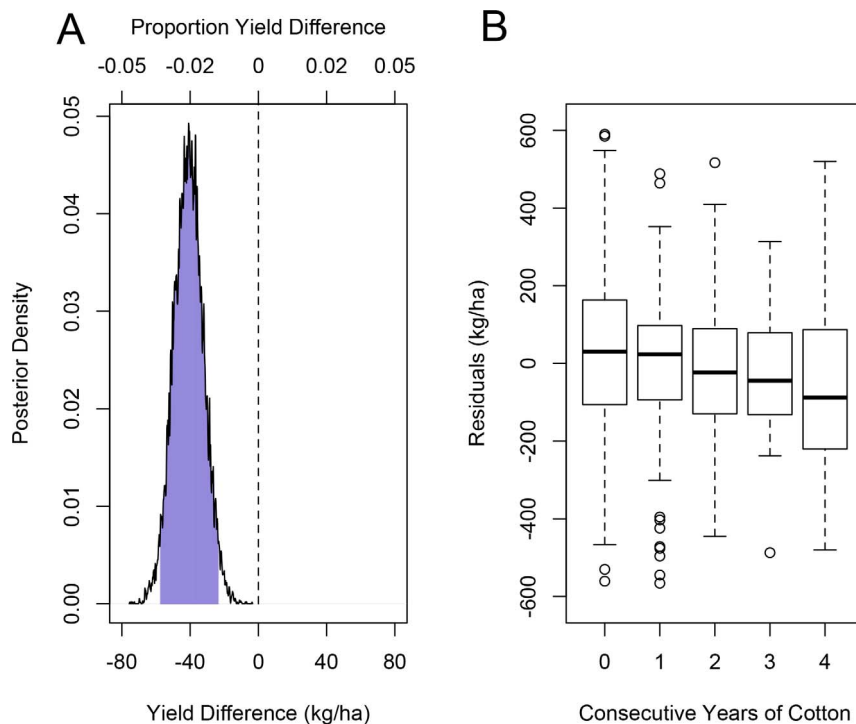 A
Proportion Yield Difference
-0.05 -0.02 0 0.02 0.05
0.05
0.04
0.03
0.02
0.01
0.00
Posterior Density
-80 -40 0 40 80
Yield Difference (kg/ha)
B
600
400
200
0
-200
-400
-600
Residuals (kg/ha)
0 1 2 3 4
Consecutive Years of Cotton